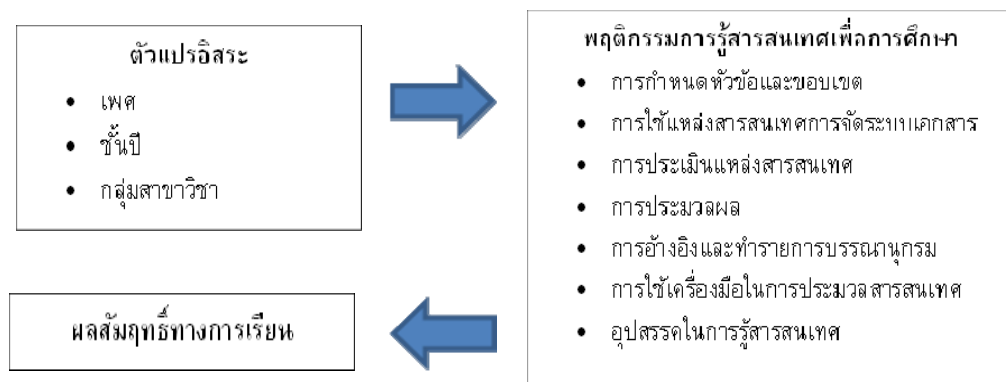 ตัวแปรอิสระ
• เพศ
• ชั้นปี
• กลุ่มสาขาวิชา
พฤติกรรมการรู้สารสนเทศเพื่อการศึกษา
• การกำหนดหัวข้อและขอบเขต
• การใช้แหล่งสารสนเทศการจัดระบบเอกสาร
• การประเมินแหล่งสารสนเทศ
• การประมวลผล
• การอ้างอิงและทำรายการบรรณานุกรม
• การใช้เครื่องมือในการประมวลสารสนเทศ
• อุปสรรคในการรู้สารสนเทศ
ผลสัมฤทธิ์ทางการเรียน